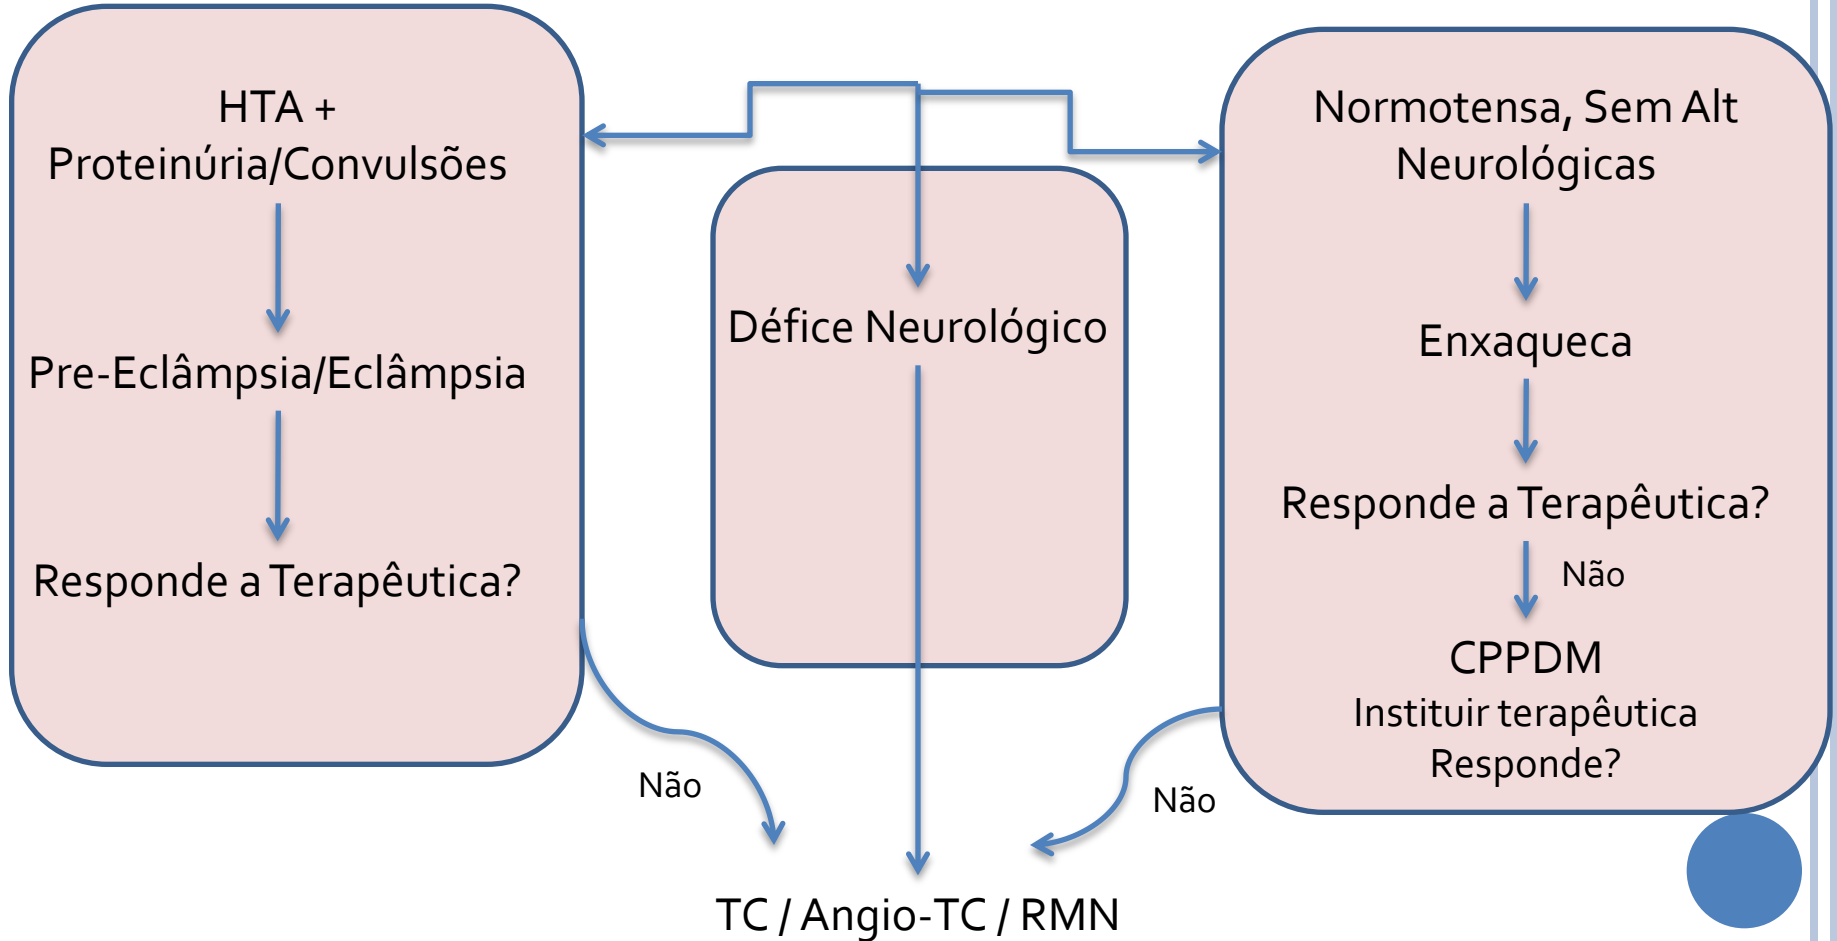 HTA +
Proteinúria/Convulsões
Pre-Eclâmpsia/Eclâmpsia
Responde a Terapêutica?
Não
Défice Neurológico
Normotensa, Sem Alt
Neurológicas
Enxaqueca
Responde a Terapêutica?
Não
CPPDM
Instituir terapêutica
Responde?
Não
TC / Angio-TC / RMN